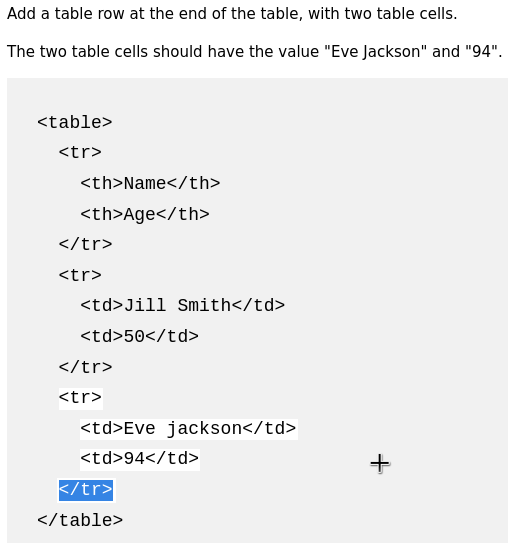 Add a table row at the end of the table, with two table cells.
The two table cells should have the value "Eve Jackson" and "94".
<table>
<tr>
<th>Name</th>
<th>Age</th>
</tr>
<tr>
<td>Jill Smith</td>
<td>50</td>
</tr>
<tr>
<td>Eve jackson</td>
<td>94</td>
</tr>
</table>